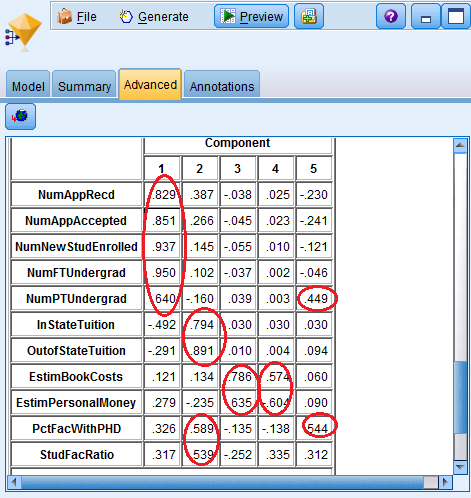 File Generate Preview
Model Summary Advanced Annotations
Component
1 2 3 4 5
NumAppRecd .829 .387 -.038 .025 -.230
NumAppAccepted .851 .266 -.045 .023 -.241
NumNewStudEnrolled .937 .145 -.055 .010 -.121
NumFTUndergrad .950 .102 -.037 .002 -.046
NumPTUndergrad .640 -.160 .039 .003 .449
InStateTuition -.492 .794 .030 .030 .030
OutofStateTuition -.291 .891 .010 .004 .094
EstimBookCosts .121 .134 .786 .574 .060
EstimPersonalMoney .279 -.235 .635 -.604 .090
PctFacWithPHD .326 .589 -.135 -.138 .544
StudFacRatio .317 .539 -.252 .335 .312